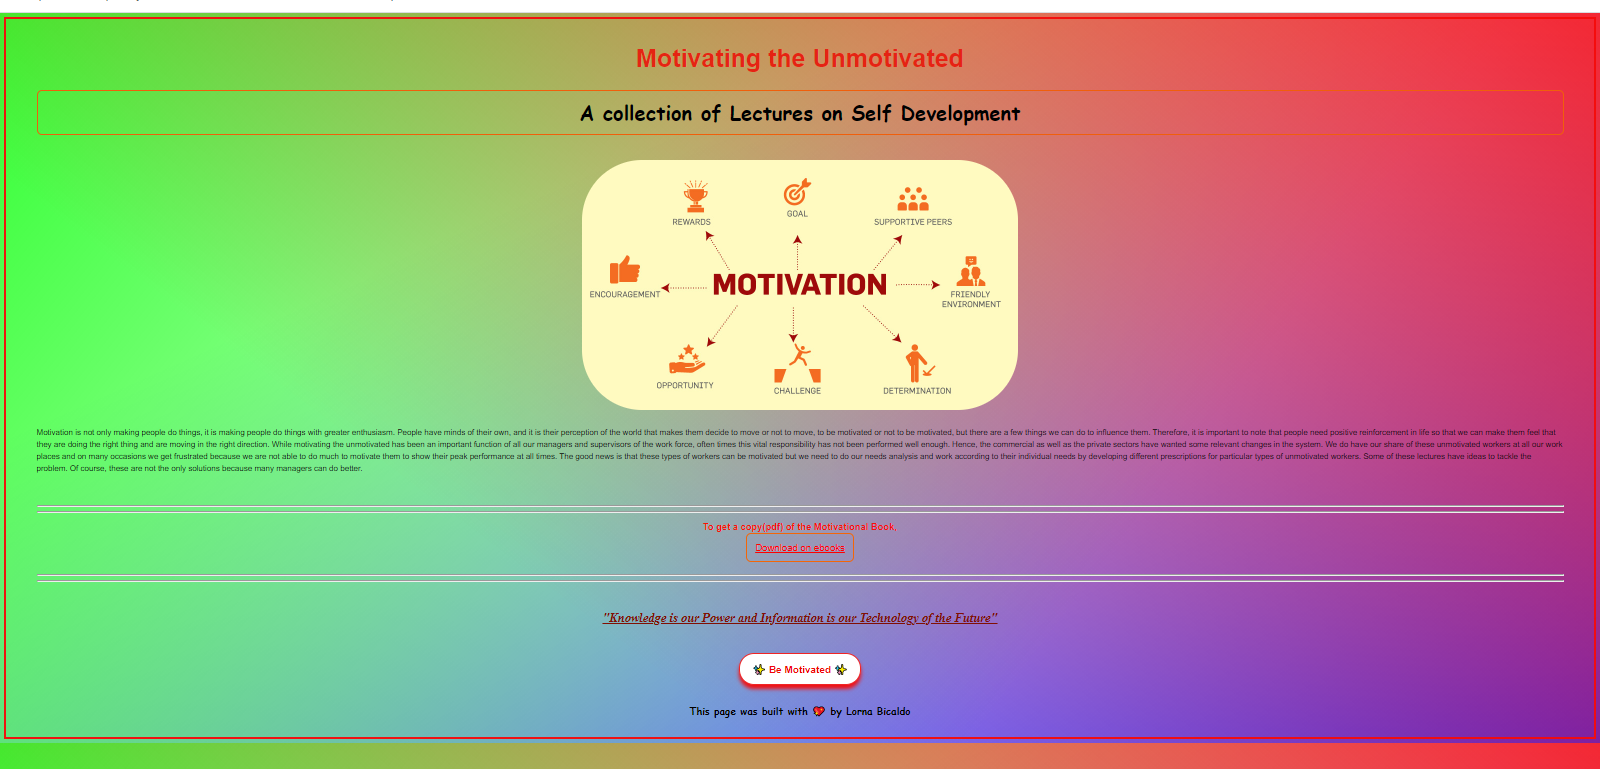 Motivating the Unmotivated
A collection of Lectures on Self Development
REWARDS
GOAL
SUPPORTIVE PEERS
ENCOURAGEMENT
MOTIVATION
FRIENDLY
ENVIRONMENT
OPPORTUNITY
CHALLENGE
DETERMINATION
Motivation is not only making people do things, it is making people do things with greater enthusiasm. People have minds of their own, and it is their perception of the world that makes them decide to move or not to move, to be motivated or not to be motivated, but there are a few things we can do to influence them. Therefore, it is important to note that people need positive reinforcement in life so that we can make them feel that
they are doing the right thing and are moving in the right direction. While motivating the unmotivated has been an important function of all our managers and supervisors of the work force, often times this vital responsibility has not been performed well enough. Hence, the commercial as well as the private sectors have wanted some relevant changes in the system. We do have our share of these unmotivated workers at all our work
places and on many occasions we get frustrated because we are not able to do much to motivate them to show their peak performance at all times. The good news is that these types of workers can be motivated but we need to do our needs analysis and work according to their individual needs by developing different prescriptions for particular types of unmotivated workers. Some of these lectures have ideas to tackle the
problem. Of course, these are not the only solutions because many managers can do better.
To get a copy(pdf) of the Motivational Book,
Download on ebooks
"Knowledge is our Power and Information is our Technology of the Future"
✨ Be Motivated ✨
This page was built with 💖 by Lorna Bicaldo